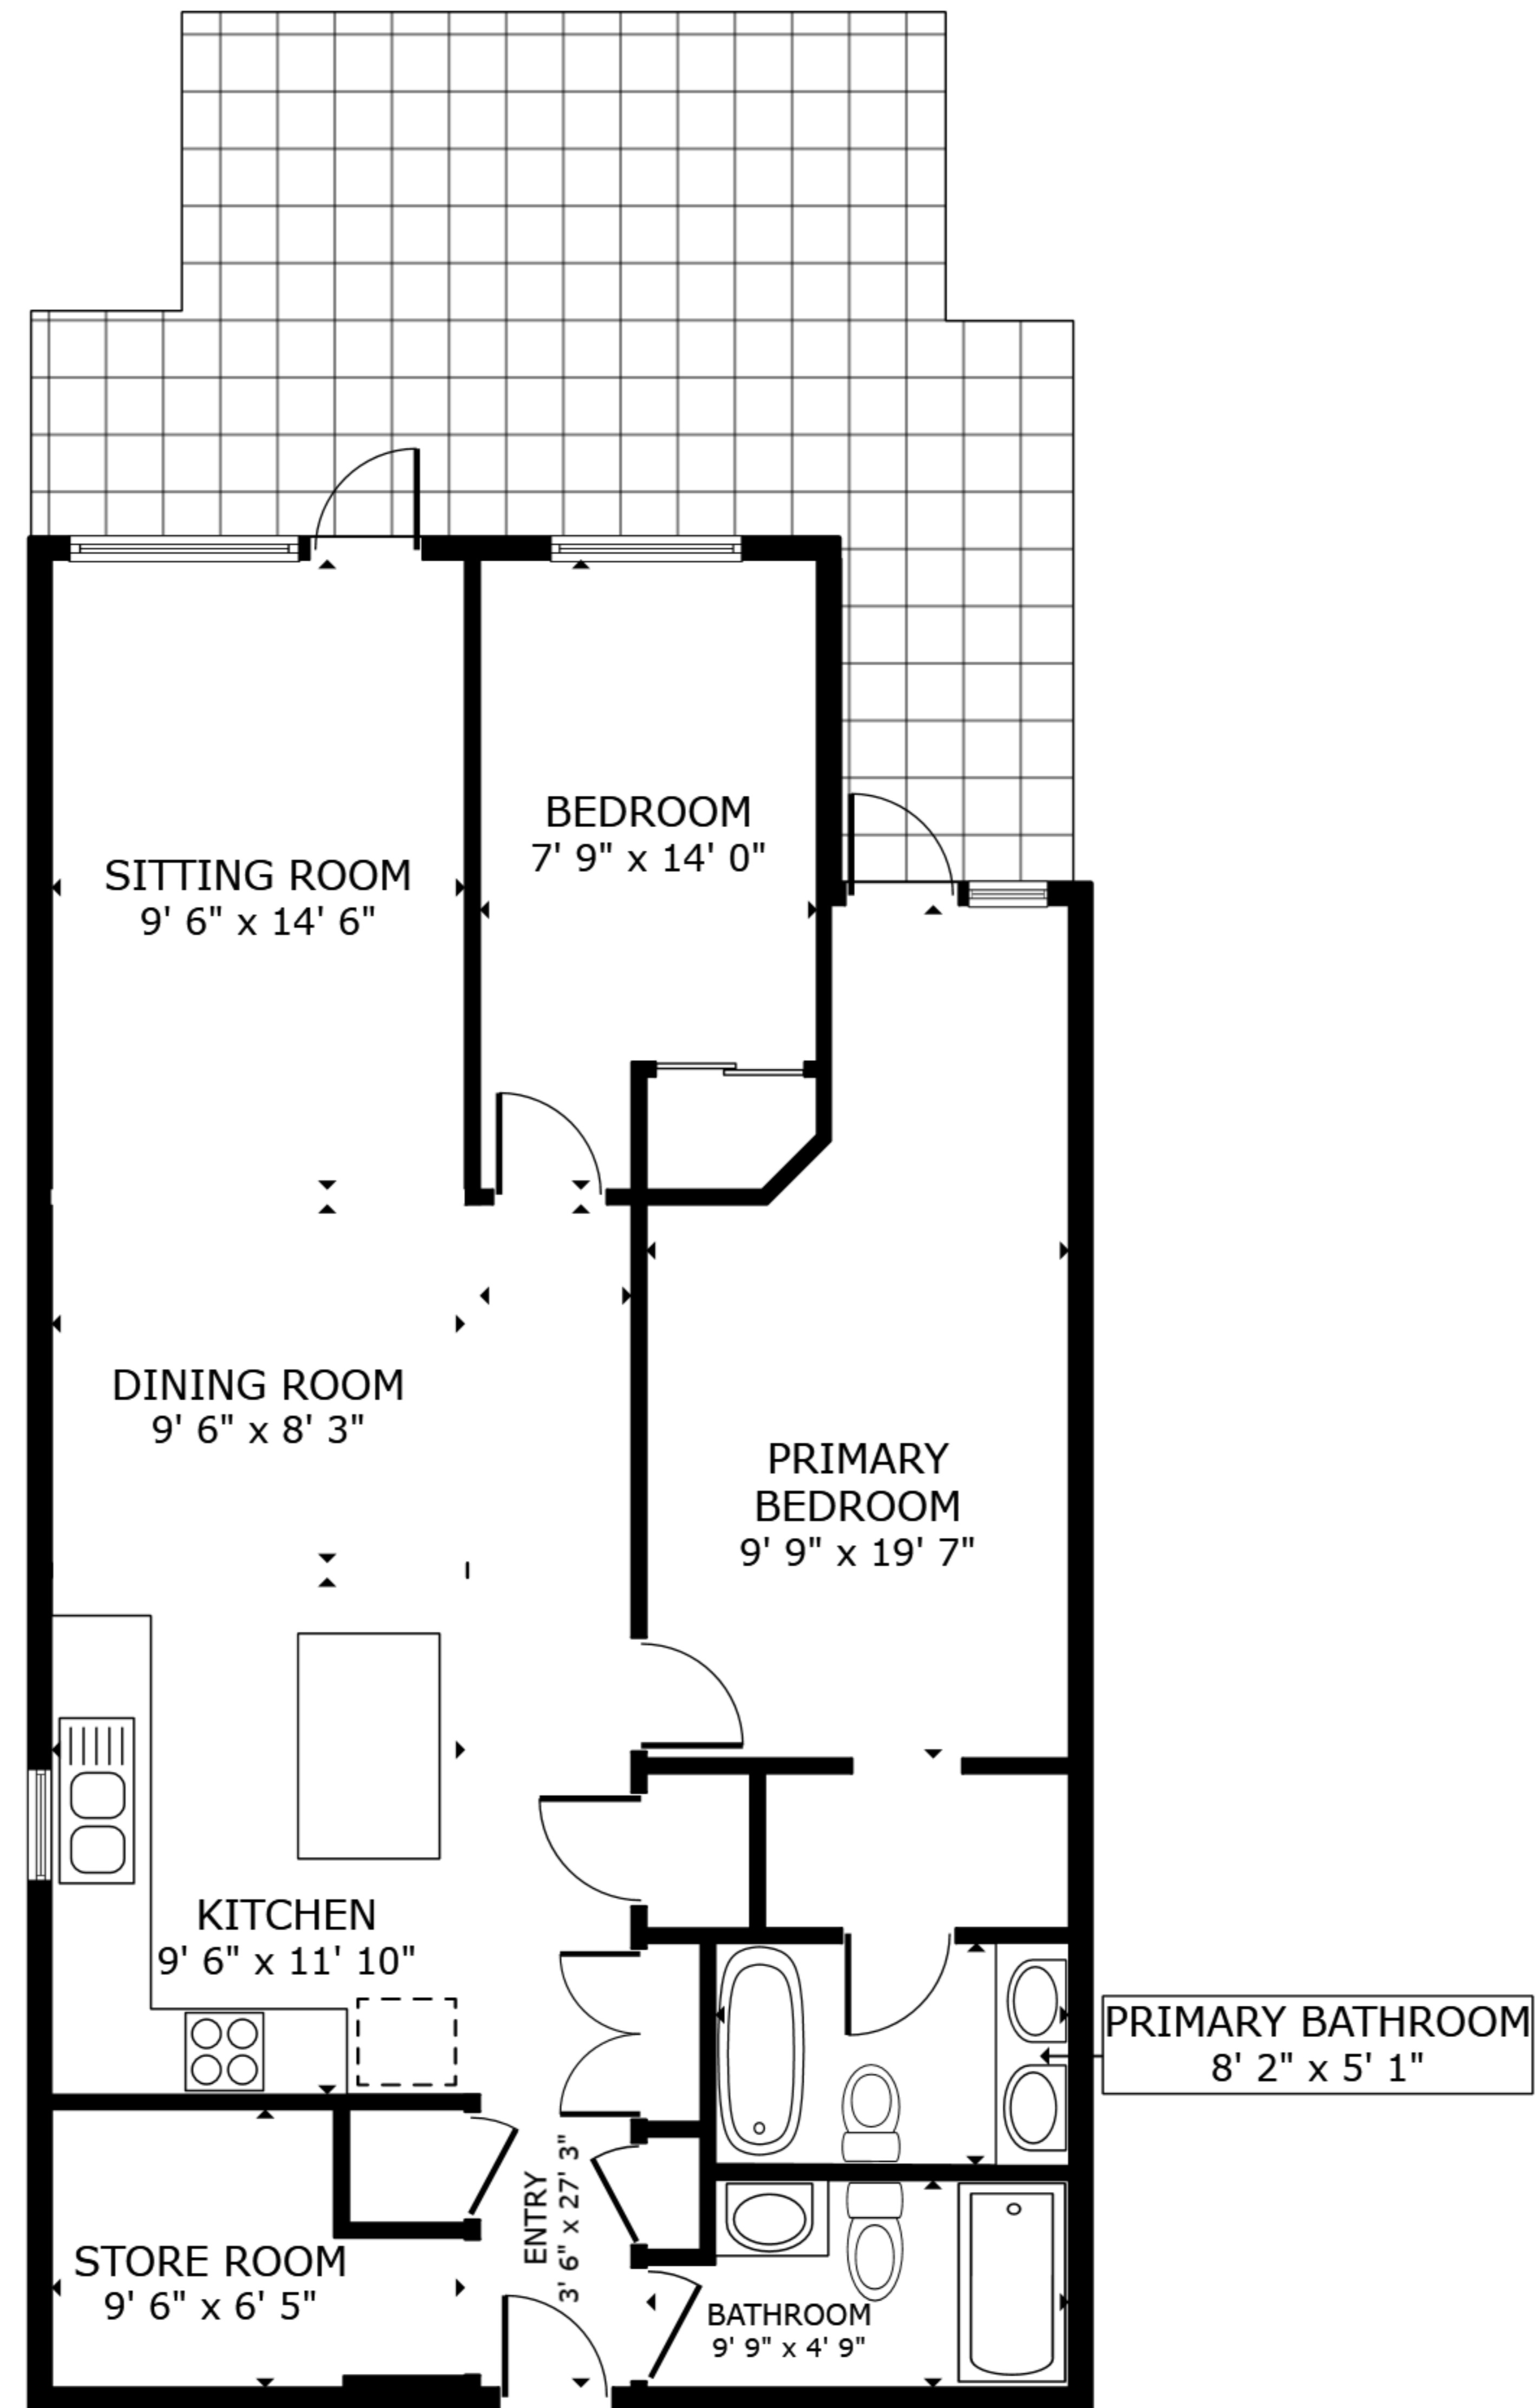 BEDROOM
7' 9" x 14' 0"
SITTING ROOM
9' 6" x 14' 6"
DINING ROOM
9' 6" x 8' 3"
PRIMARY
BEDROOM
9' 9" x 19' 7"
KITCHEN
9' 6" x 11' 10"
PRIMARY BATHROOM
8' 2" x 5' 1"
ENTRY
3' 6" x 27' 3"
STORE ROOM
9' 6" x 6' 5"
BATHROOM
9' 9" x 4' 9"